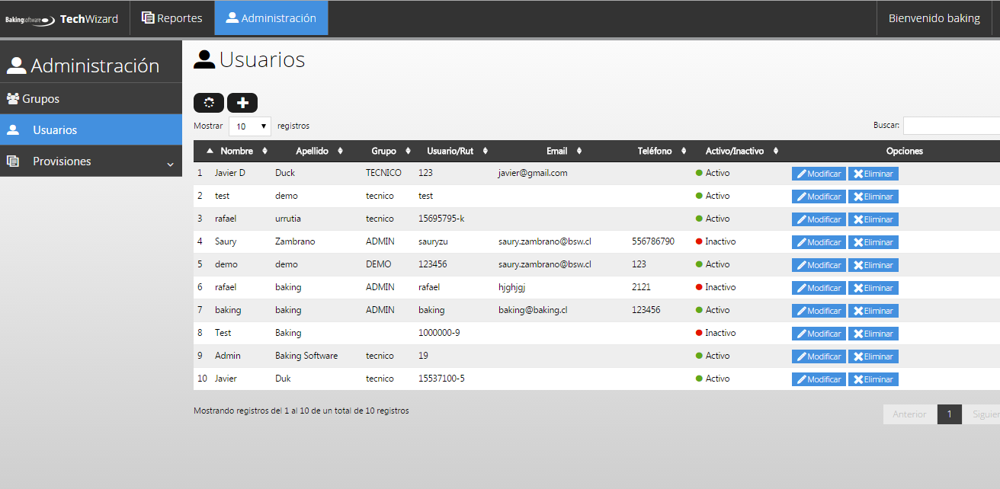 Bakingsoftware TechWizard Reportes Administración Bienvenido baking
Administración
Grupos
Usuarios
Provisiones
Usuarios
Mostrar 10 registros Buscar:
Nombre Apellido Grupo Usuario/Rut Email Teléfono Activo/Inactivo Opciones
1 Javier D Duck TECNICO 123 javier@gmail.com Activo Modificar Eliminar
2 test demo tecnico test Activo Modificar Eliminar
3 rafael urrutia tecnico 15695795-k Activo Modificar Eliminar
4 Saury Zambrano ADMIN sauryzu saury.zambrano@bsw.cl 556786790 Inactivo Modificar Eliminar
5 demo demo DEMO 123456 saury.zambrano@bsw.cl 123 Activo Modificar Eliminar
6 rafael baking ADMIN rafael hjghjgj 2121 Inactivo Modificar Eliminar
7 baking baking ADMIN baking baking@baking.cl 123456 Activo Modificar Eliminar
8 Test Baking 1000000-9 Inactivo Modificar Eliminar
9 Admin Baking Software tecnico 19 Activo Modificar Eliminar
10 Javier Duk tecnico 15537100-5 Activo Modificar Eliminar
Mostrando registros del 1 al 10 de un total de 10 registros
Anterior 1 Siguier